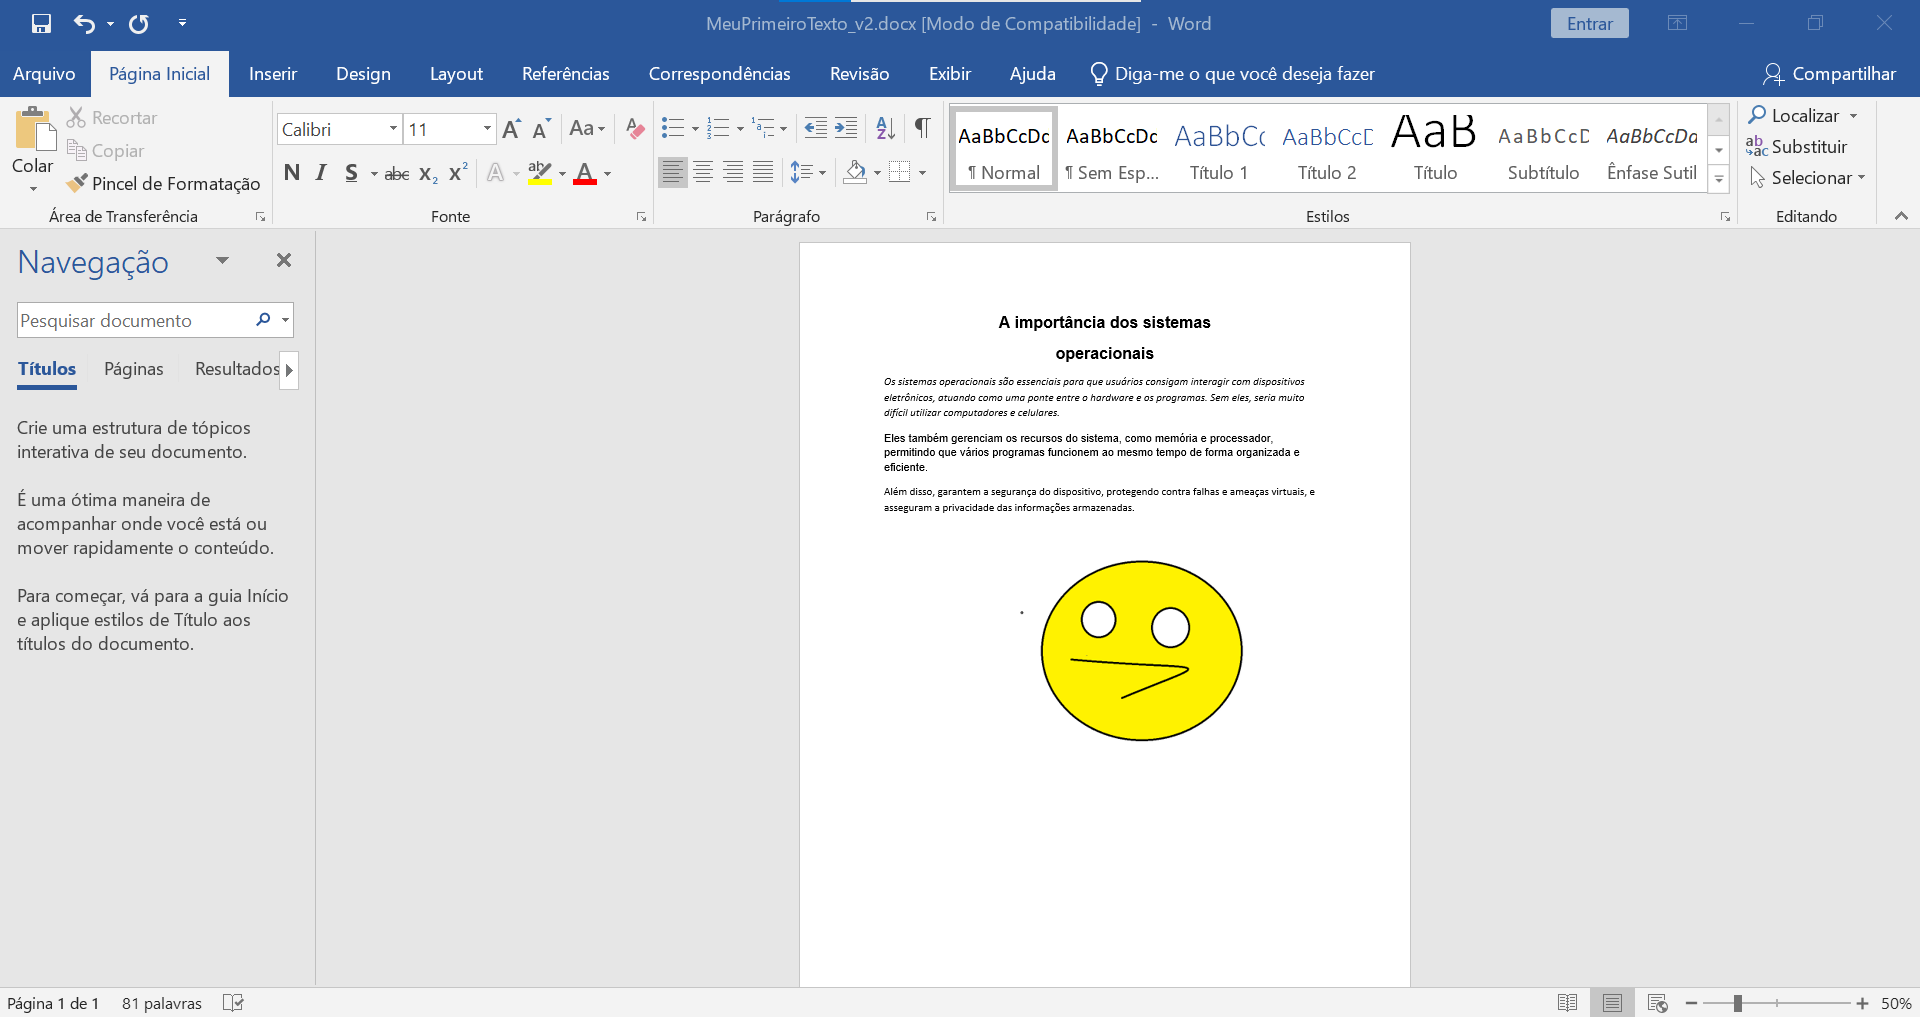 MeuPrimeiroTexto_v2.docx [Modo de Compatibilidade] - Word
Entrar
Arquivo
Página Inicial
Inserir
Design
Layout
Referências
Correspondências
Revisão
Exibir
Ajuda
Diga-me o que você deseja fazer
Compartilhar
Colar
Recortar
Copiar
Pincel de Formatação
Área de Transferência
Calibri
11
Aa
N I S abc X₂ X²
Fonte
Parágrafo
AaBbCcDc
¶ Normal
AaBbCcDc
¶ Sem Esp...
AaBbCc
Título 1
AaBbCcD
Título 2
AaB
Título
AaBbCcD
Subtítulo
AaBbCcDa
Ênfase Sutil
Estilos
Localizar
Substituir
Selecionar
Editando
Navegação
Pesquisar documento
Títulos
Páginas
Resultados
Crie uma estrutura de tópicos
interativa de seu documento.
É uma ótima maneira de
acompanhar onde você está ou
mover rapidamente o conteúdo.
Para começar, vá para a guia Início
e aplique estilos de Título aos
títulos do documento.
A importância dos sistemas
operacionais
Os sistemas operacionais são essenciais para que usuários consigam interagir com dispositivos
eletrônicos, atuando como uma ponte entre o hardware e os programas. Sem eles, seria muito
difícil utilizar computadores e celulares.
Eles também gerenciam os recursos do sistema, como memória e processador,
permitindo que vários programas funcionem ao mesmo tempo de forma organizada e
eficiente.
Além disso, garantem a segurança do dispositivo, protegendo contra falhas e ameaças virtuais, e
asseguram a privacidade das informações armazenadas.
Página 1 de 1
81 palavras
50%